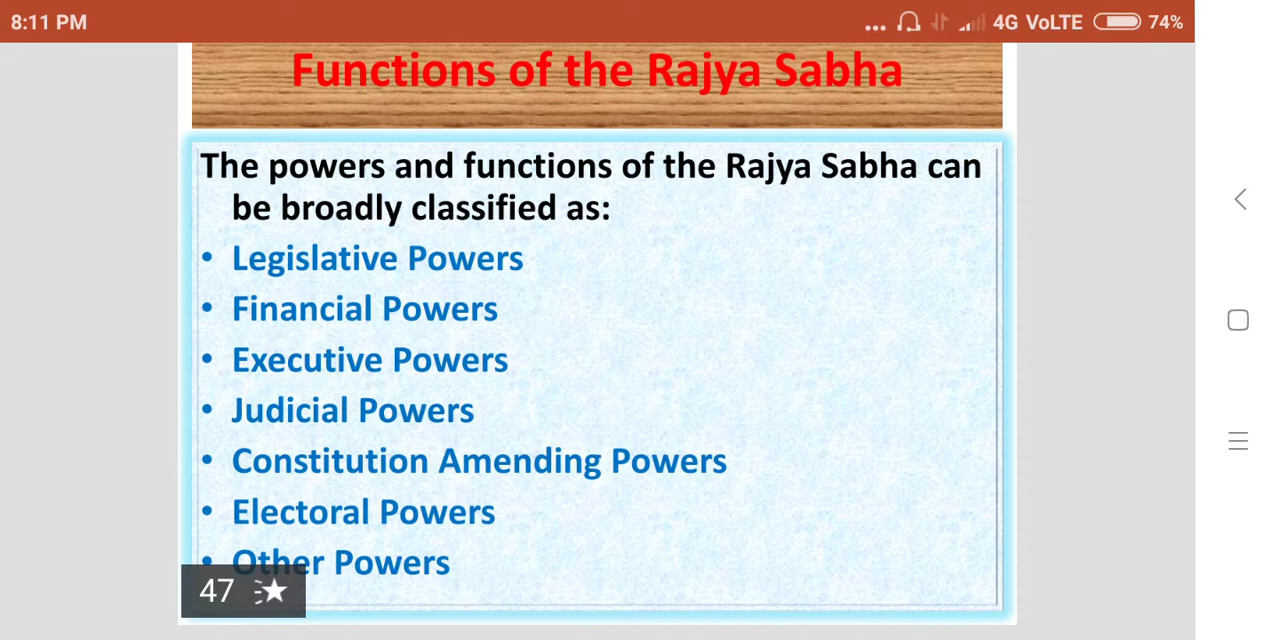 8:11 PM
4G VoLTE 74%
Functions of the Rajya Sabha
The powers and functions of the Rajya Sabha can
be broadly classified as:
• Legislative Powers
• Financial Powers
• Executive Powers
• Judicial Powers
• Constitution Amending Powers
• Electoral Powers
• Other Powers
47